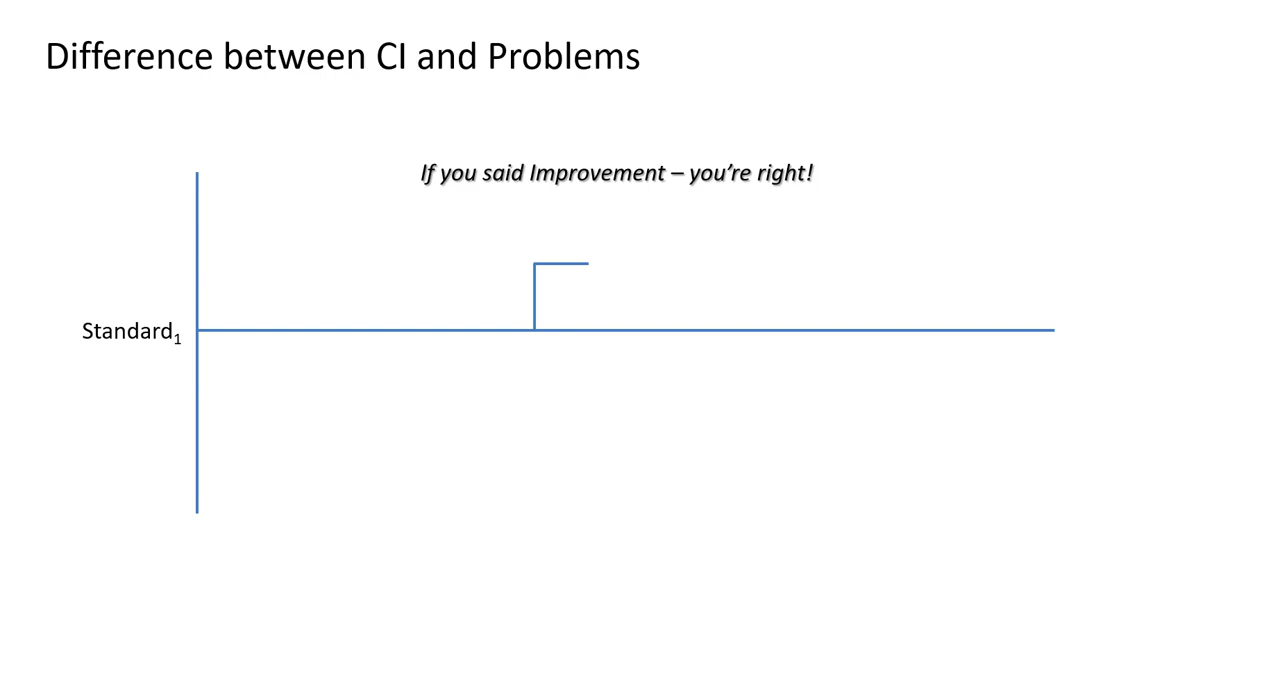 Difference between CI and Problems
If you said Improvement – you’re right!
Standard₁